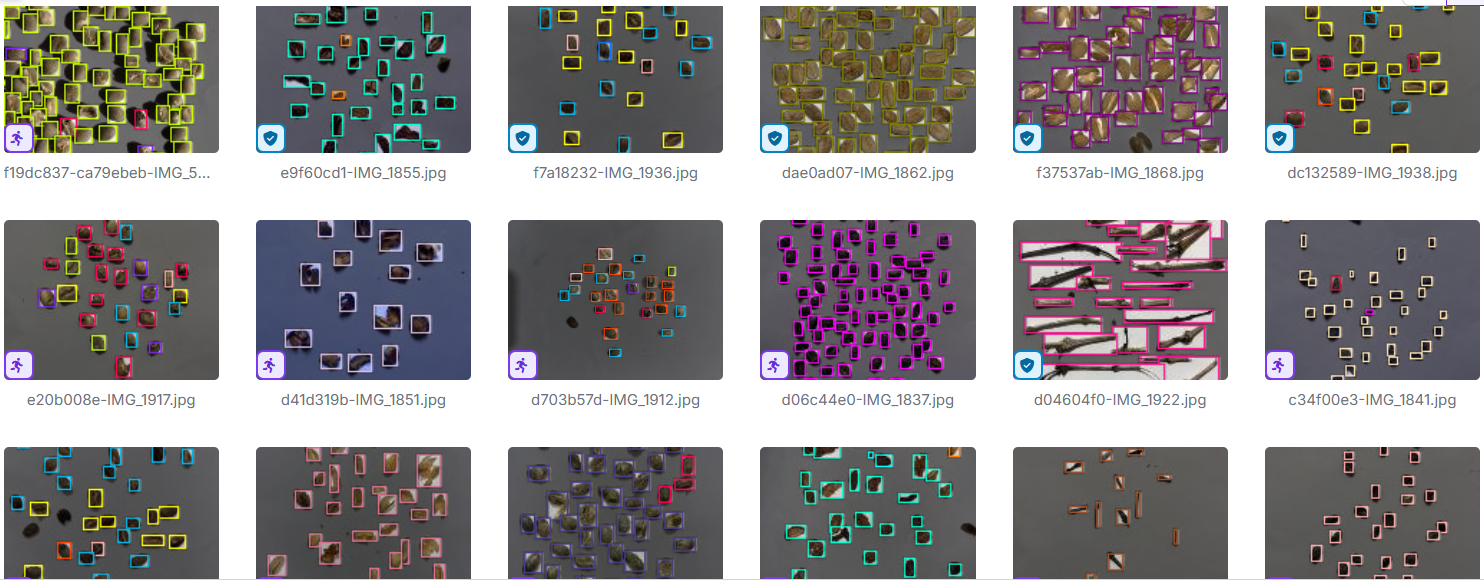 f19dc837-ca79ebeb-IMG_5...
e9f60cd1-IMG_1855.jpg
f7a18232-IMG_1936.jpg
dae0ad07-IMG_1862.jpg
f37537ab-IMG_1868.jpg
dc132589-IMG_1938.jpg
e20b008e-IMG_1917.jpg
d41d319b-IMG_1851.jpg
d703b57d-IMG_1912.jpg
d06c44e0-IMG_1837.jpg
d04604f0-IMG_1922.jpg
c34f00e3-IMG_1841.jpg